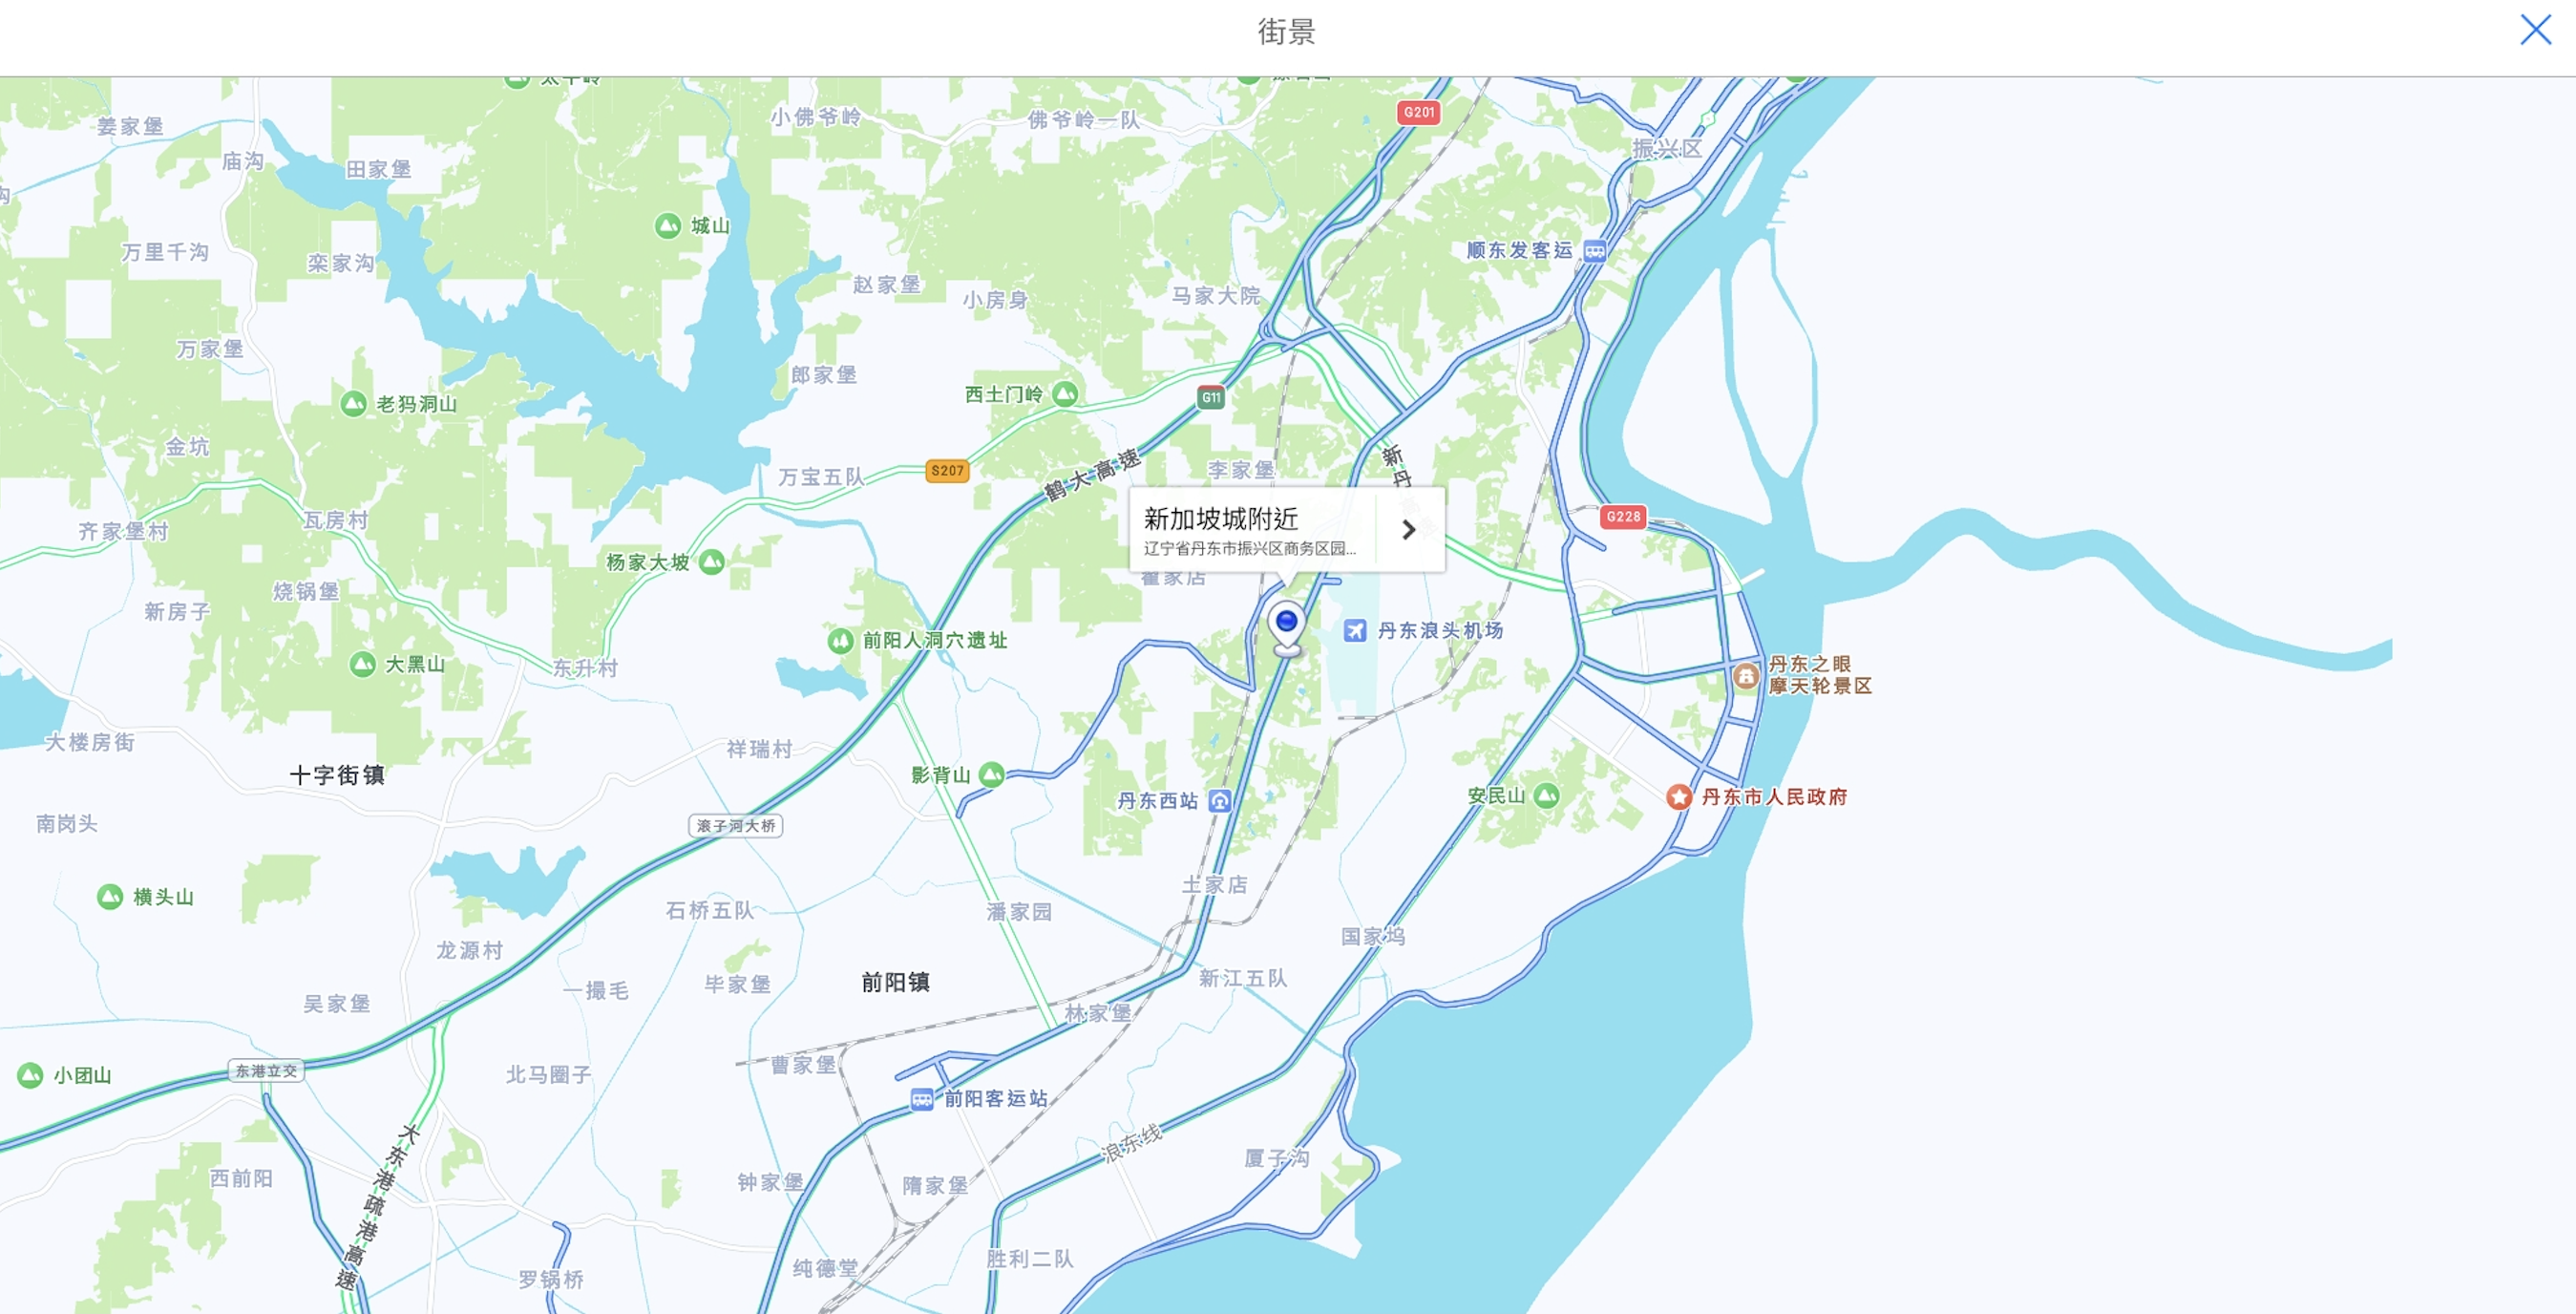 街景
G201
姜家堡
小佛爷岭
佛爷岭一队
振兴区
庙沟
田家堡
沟
城山
顺东发客运
万里千沟
栾家沟
赵家堡
小房身
马家大院
万家堡
郎家堡
西土门岭
G11
老犸洞山
金坑
鹤大高速
新丹
S207
万宝五队
李家堡
齐家堡村
瓦房村
新加坡城附近
辽宁省丹东市振兴区商务区园...
G228
杨家大坡
翟家店
烧锅堡
新房子
前阳人洞穴遗址
丹东浪头机场
大黑山
东升村
丹东之眼
摩天轮景区
大楼房街
祥瑞村
十字街镇
影背山
丹东西站
安民山
丹东市人民政府
南岗头
滚子河大桥
横头山
土家店
石桥五队
潘家园
国家坞
龙源村
一撮毛
毕家堡
前阳镇
新江五队
吴家堡
林家堡
东港立交
曹家堡
小团山
北马圈子
前阳客运站
大东港疏港高速
浪东线
厦子沟
西前阳
钟家堡
隋家堡
纯德堂
胜利二队
罗锅桥